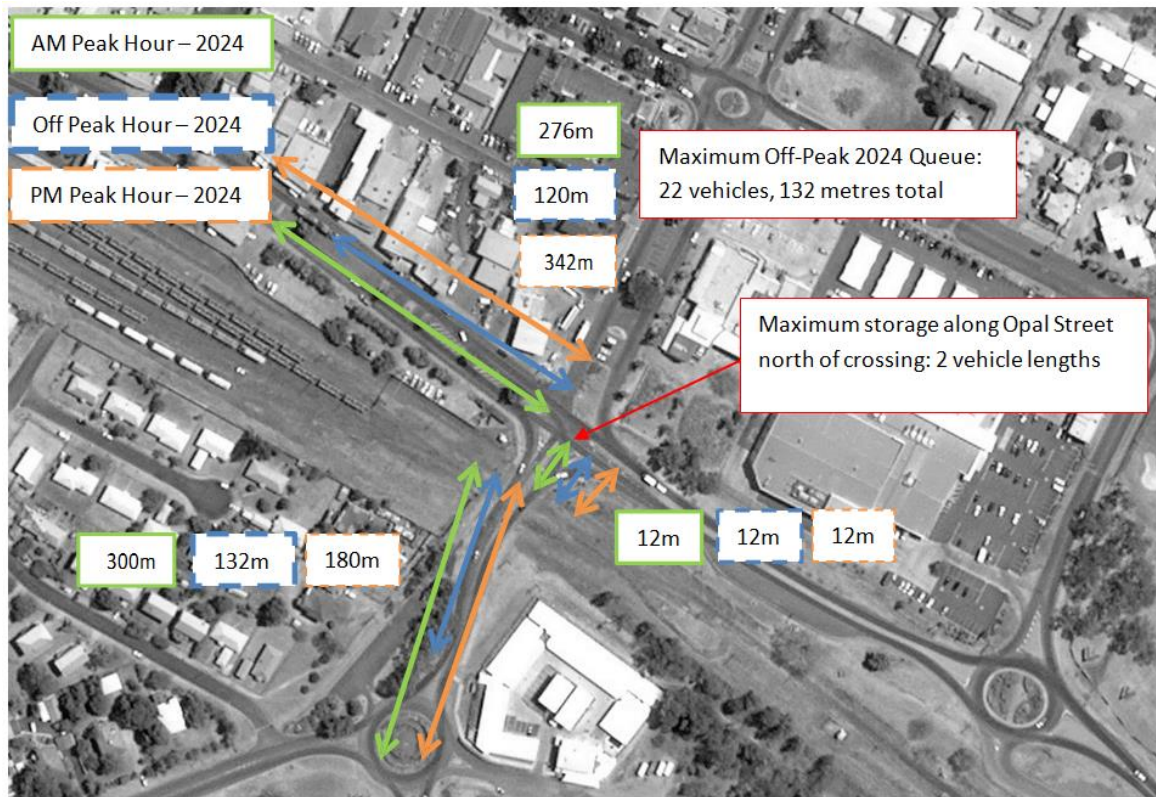 AM Peak Hour – 2024
Off Peak Hour – 2024
PM Peak Hour – 2024
276m
120m
342m
Maximum Off-Peak 2024 Queue:
22 vehicles, 132 metres total
Maximum storage along Opal Street
north of crossing: 2 vehicle lengths
300m
132m
180m
12m
12m
12m